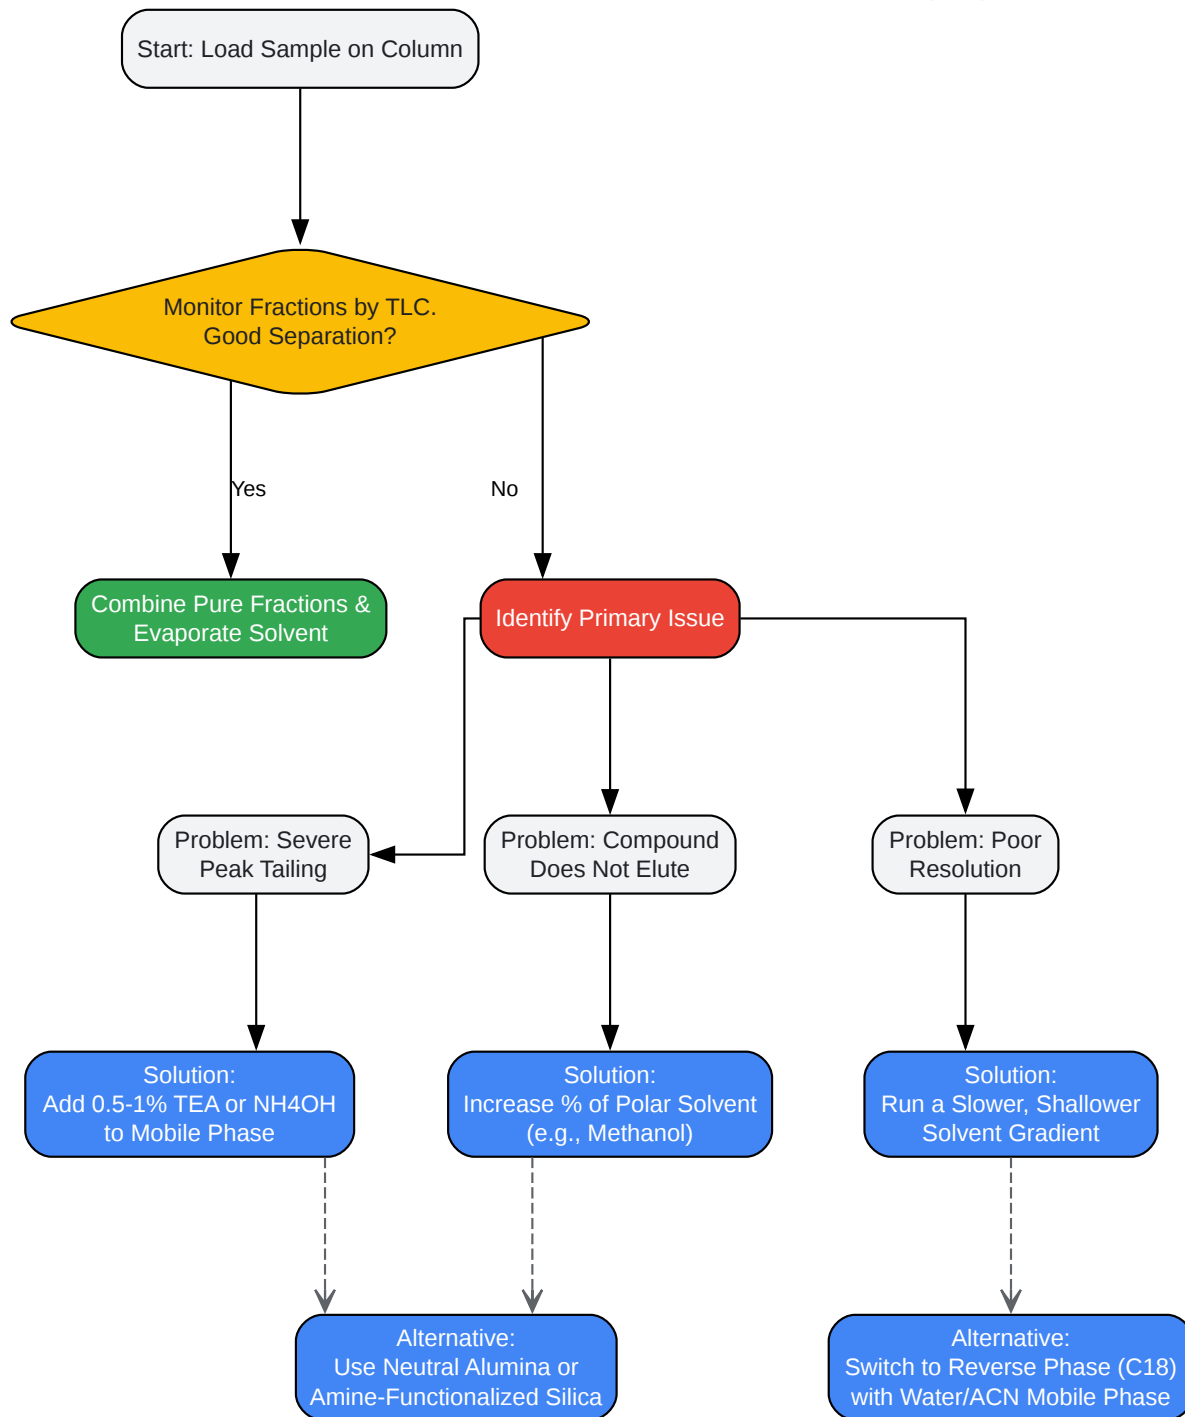 Start: Load Sample on Column
Monitor Fractions by TLC.
Good Separation?
Yes
No
Combine Pure Fractions &
Evaporate Solvent
Identify Primary Issue
Problem: Severe
Peak Tailing
Problem: Compound
Does Not Elute
Problem: Poor
Resolution
Solution:
Add 0.5-1% TEA or NH4OH
to Mobile Phase
Solution:
Increase % of Polar Solvent
(e.g., Methanol)
Solution:
Run a Slower, Shallower
Solvent Gradient
Alternative:
Use Neutral Alumina or
Amine-Functionalized Silica
Alternative:
Switch to Reverse Phase (C18)
with Water/ACN Mobile Phase